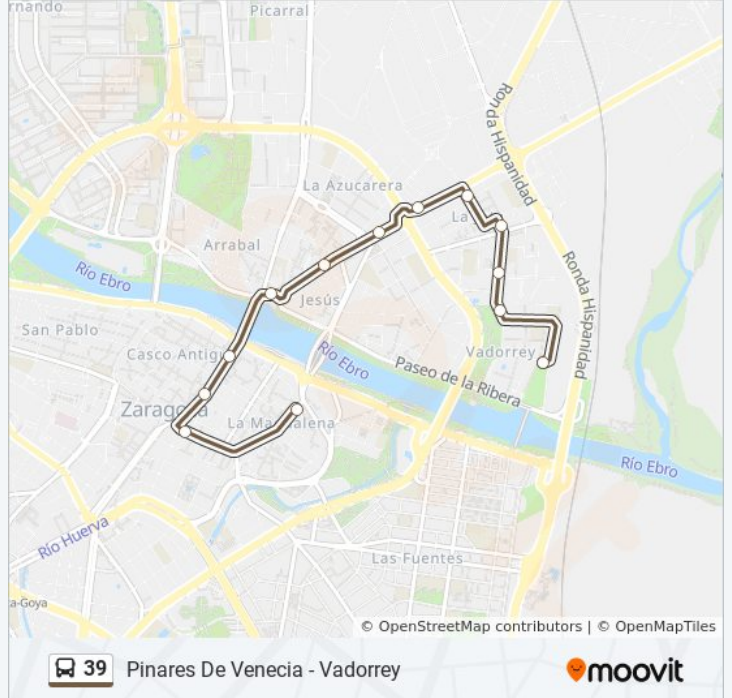 rnando
Picarral
Ronda Hispanidad
La Azucarera
La
Arrabal
Río Ebro
Jesús
Ronda Hispanidad
San Pablo
Casco Antig
Río Ebro
Vadorrey
Paseo de la Ribera
Zaragoza
La Magdalena
Río Ebro
Río Huerva
Las Fuentes
ca-Goya
© OpenStreetMap contributors | © OpenMapTiles
39 Pinares De Venecia - Vadorrey
moovit